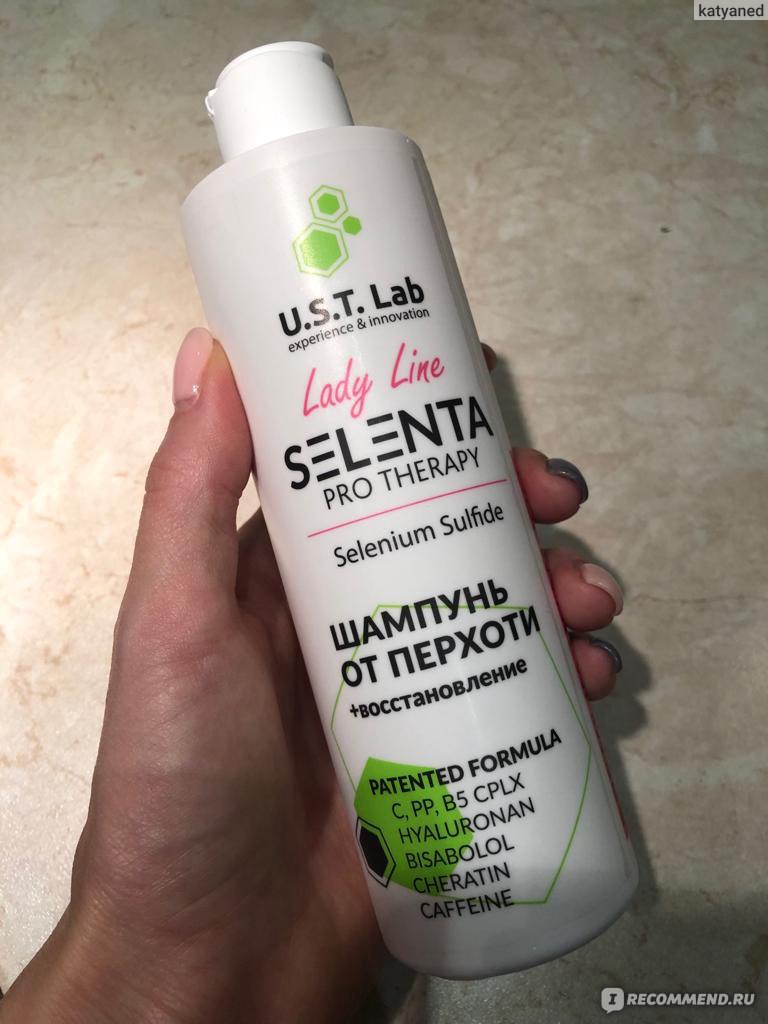 katyaned
U.S.T. Lab
experience & innovation
Lady Line
SELENTA
PRO THERAPY
Selenium Sulfide
ШАМПУНЬ
ОТ ПЕРХОТИ
+восстановление
PATENTED FORMULA
C, PP, B5 CPLX
HYALURONAN
BISABOLOL
CHERATIN
CAFFEINE
I RECOMMEND.RU